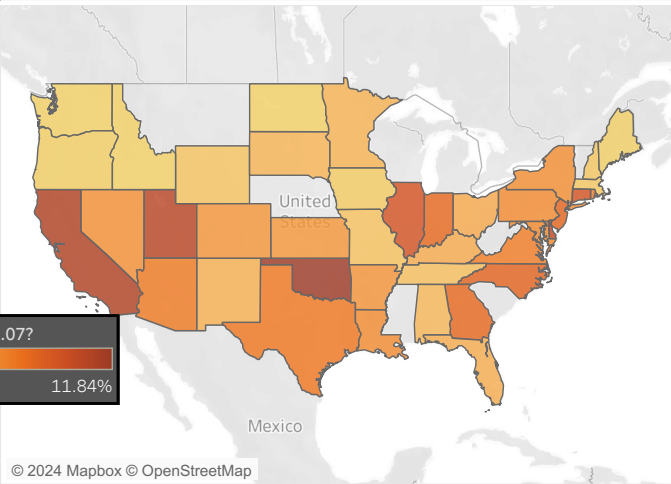 United
States
.07?
11.84%
Mexico
© 2024 Mapbox © OpenStreetMap